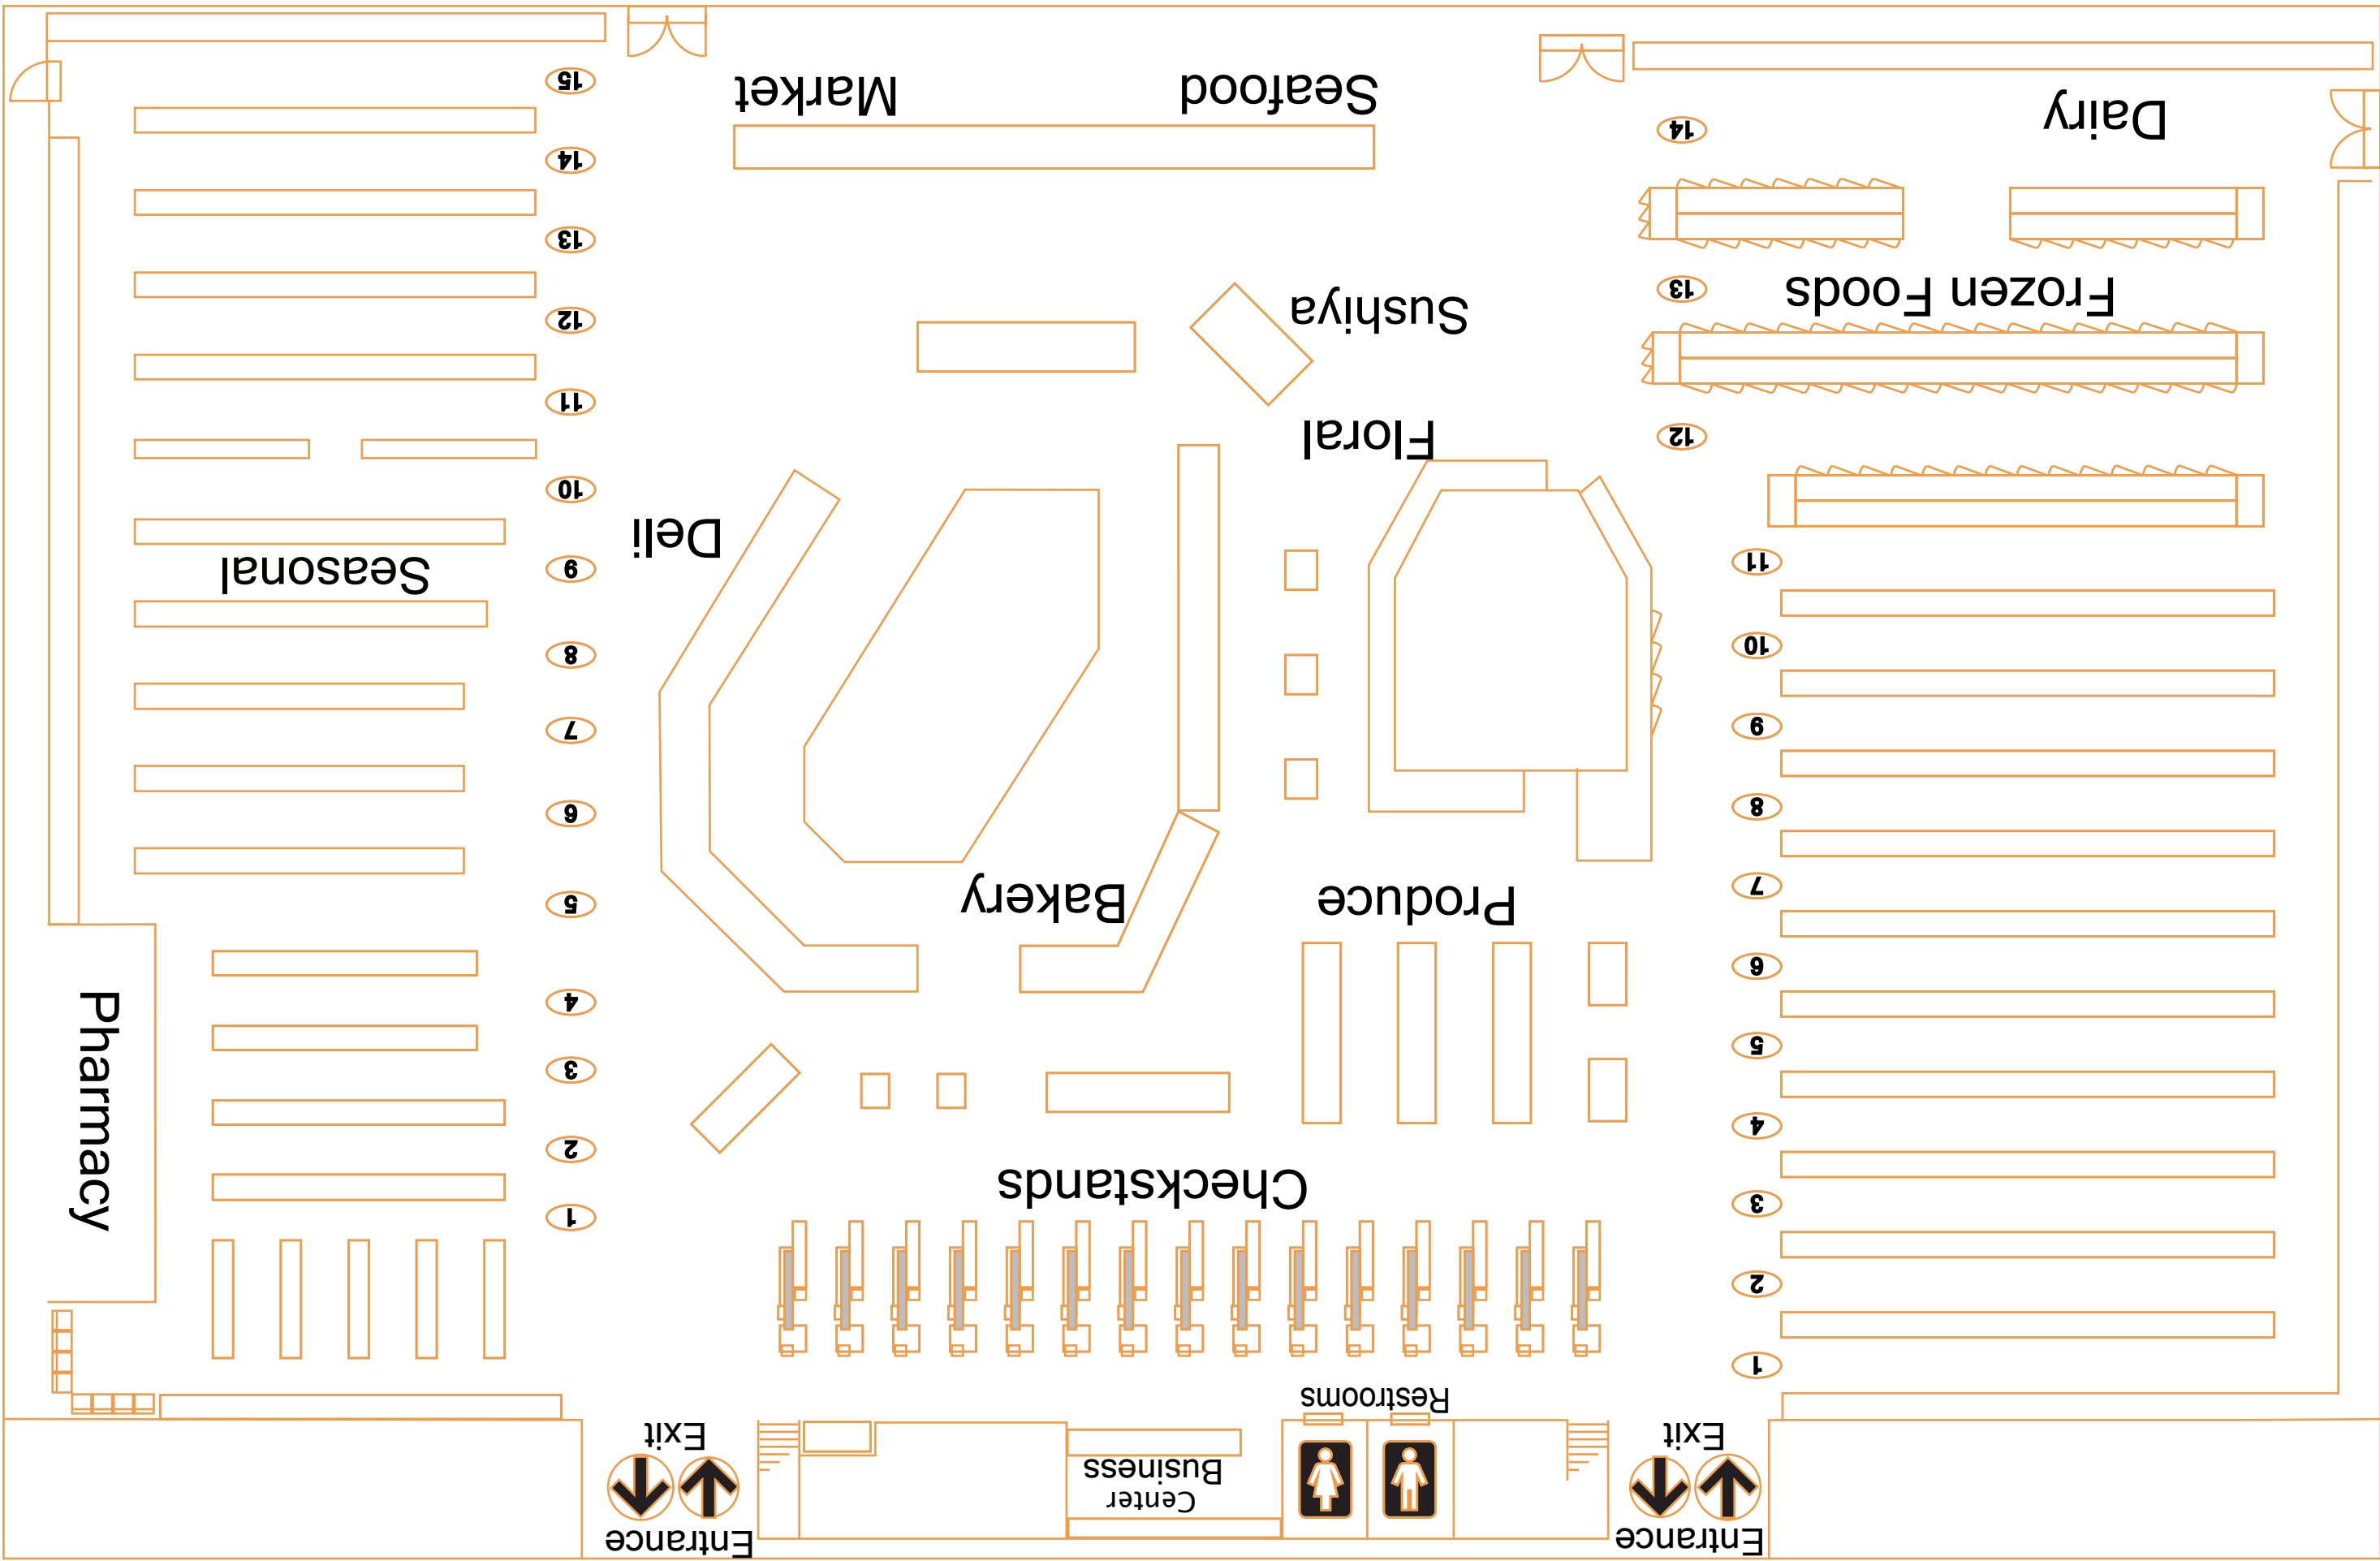 15
Market
Seafood
Dairy
14
14
13
13
Frozen Foods
Sushiya
12
11
Floral
12
10
Deli
11
9
Seasonal
8
10
7
9
6
8
5
Bakery
Produce
7
6
4
Pharmacy
3
5
2
4
Checkstands
1
3
2
1
Restrooms
Exit
Exit
Business
Center
Entrance
Entrance